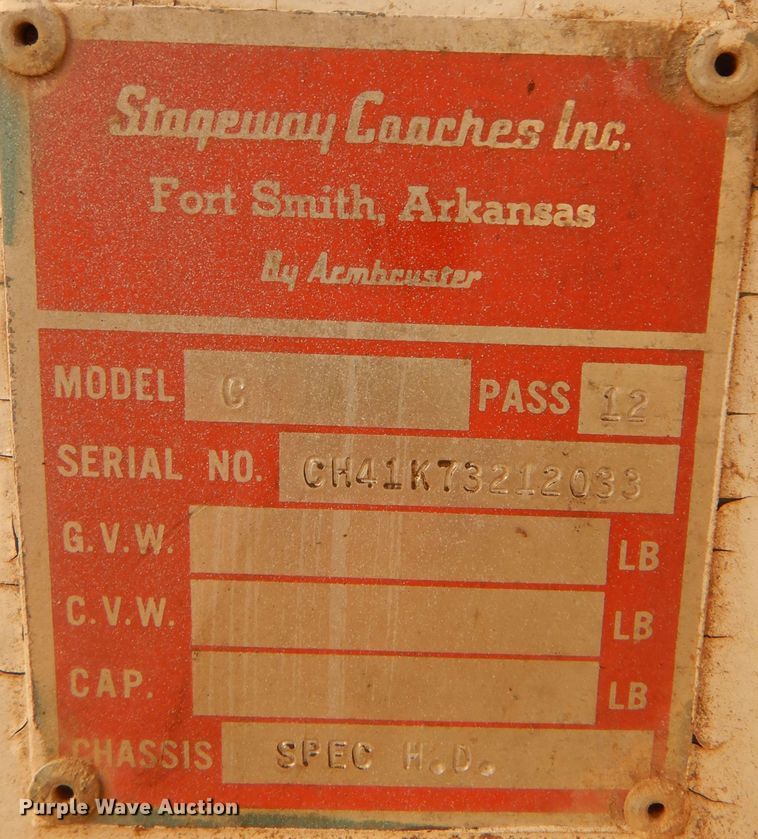 Stageway Coaches Inc.
Fort Smith, Arkansas
By Armbruster
MODEL C PASS 12
SERIAL NO. CH41K73212033
G.V.W. LB
C.V.W. LB
CAP. LB
CHASSIS SPEC H.D.
Purple Wave Auction